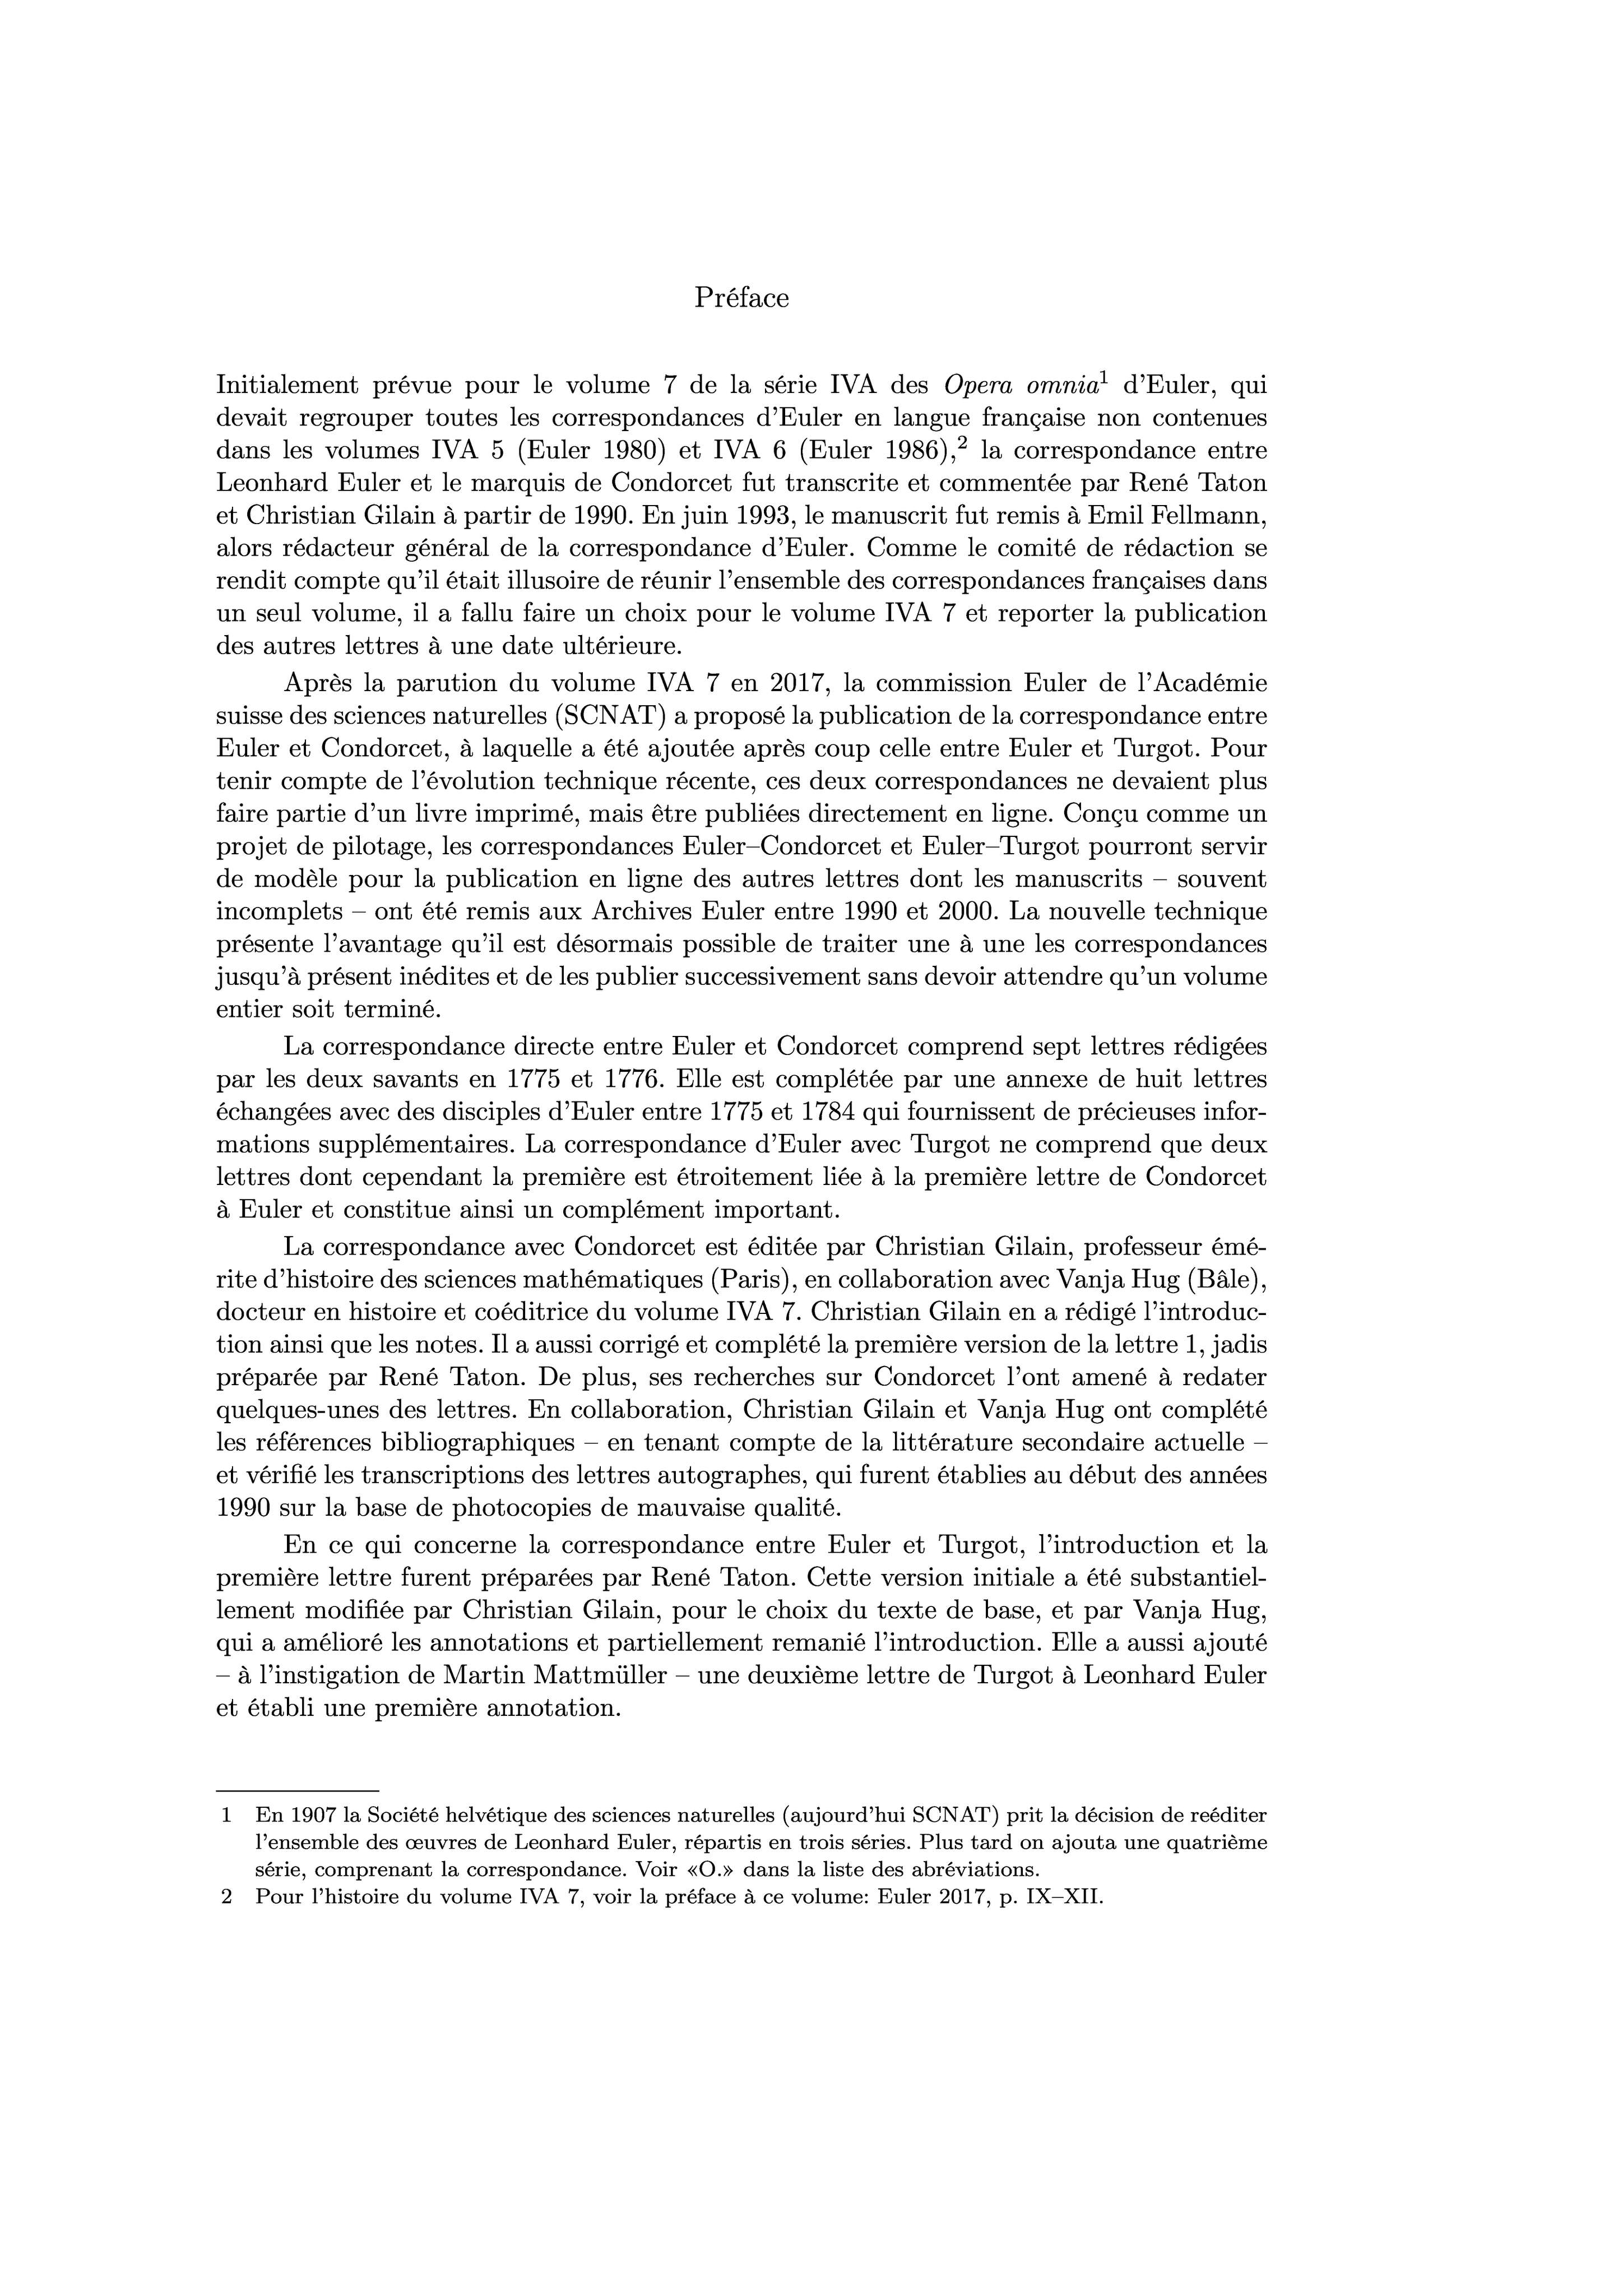 Préface
Initialement prévue pour le volume 7 de la série IVA des Opera omnia1 d'Euler, qui
devait regrouper toutes les correspondances d'Euler en langue française non contenues
dans les volumes IVA 5 (Euler 1980) et IVA 6 (Euler 1986),2 la correspondance entre
Leonhard Euler et le marquis de Condorcet fut transcrite et commentée par René Taton
et Christian Gilain à partir de 1990. En juin 1993, le manuscrit fut remis à Emil Fellmann,
alors rédacteur général de la correspondance d'Euler. Comme le comité de rédaction se
rendit compte qu'il était illusoire de réunir l'ensemble des correspondances françaises dans
un seul volume, il a fallu faire un choix pour le volume IVA 7 et reporter la publication
des autres lettres à une date ultérieure.
Après la parution du volume IVA 7 en 2017, la commission Euler de l'Académie
suisse des sciences naturelles (SCNAT) a proposé la publication de la correspondance entre
Euler et Condorcet, à laquelle a été ajoutée après coup celle entre Euler et Turgot. Pour
tenir compte de l'évolution technique récente, ces deux correspondances ne devaient plus
faire partie d'un livre imprimé, mais être publiées directement en ligne. Conçu comme un
projet de pilotage, les correspondances Euler–Condorcet et Euler–Turgot pourront servir
de modèle pour la publication en ligne des autres lettres dont les manuscrits – souvent
incomplets – ont été remis aux Archives Euler entre 1990 et 2000. La nouvelle technique
présente l'avantage qu'il est désormais possible de traiter une à une les correspondances
jusqu'à présent inédites et de les publier successivement sans devoir attendre qu'un volume
entier soit terminé.
La correspondance directe entre Euler et Condorcet comprend sept lettres rédigées
par les deux savants en 1775 et 1776. Elle est complétée par une annexe de huit lettres
échangées avec des disciples d'Euler entre 1775 et 1784 qui fournissent de précieuses infor-
mations supplémentaires. La correspondance d'Euler avec Turgot ne comprend que deux
lettres dont cependant la première est étroitement liée à la première lettre de Condorcet
à Euler et constitue ainsi un complément important.
La correspondance avec Condorcet est éditée par Christian Gilain, professeur émé-
rite d'histoire des sciences mathématiques (Paris), en collaboration avec Vanja Hug (Bâle),
docteur en histoire et coéditrice du volume IVA 7. Christian Gilain en a rédigé l'introduc-
tion ainsi que les notes. Il a aussi corrigé et complété la première version de la lettre 1, jadis
préparée par René Taton. De plus, ses recherches sur Condorcet l'ont amené à redater
quelques-unes des lettres. En collaboration, Christian Gilain et Vanja Hug ont complété
les références bibliographiques – en tenant compte de la littérature secondaire actuelle –
et vérifié les transcriptions des lettres autographes, qui furent établies au début des années
1990 sur la base de photocopies de mauvaise qualité.
En ce qui concerne la correspondance entre Euler et Turgot, l'introduction et la
première lettre furent préparées par René Taton. Cette version initiale a été substantiel-
lement modifiée par Christian Gilain, pour le choix du texte de base, et par Vanja Hug,
qui a amélioré les annotations et partiellement remanié l'introduction. Elle a aussi ajouté
– à l'instigation de Martin Mattmüller – une deuxième lettre de Turgot à Leonhard Euler
et établi une première annotation.
1 En 1907 la Société helvétique des sciences naturelles (aujourd'hui SCNAT) prit la décision de reéditer
l'ensemble des œuvres de Leonhard Euler, répartis en trois séries. Plus tard on ajouta une quatrième
série, comprenant la correspondance. Voir «O.» dans la liste des abréviations.
2 Pour l'histoire du volume IVA 7, voir la préface à ce volume: Euler 2017, p. IX–XII.